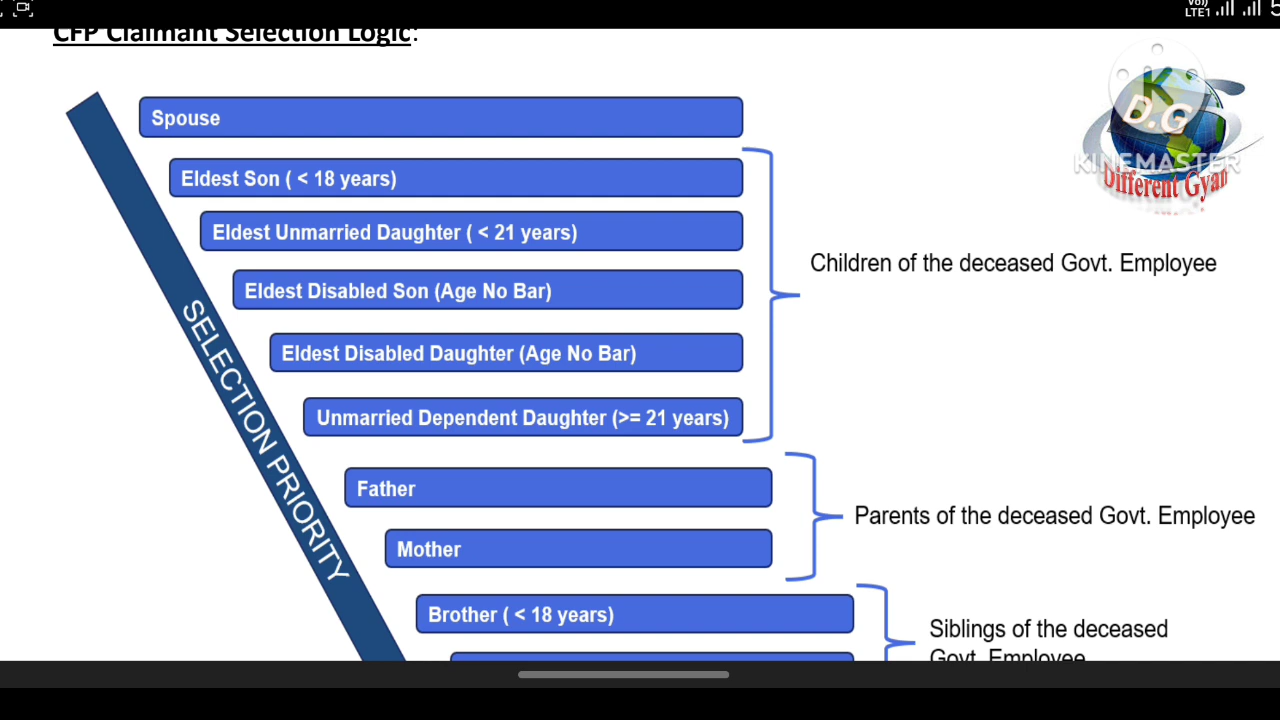 Vo))
LTE1
CFP Claimant Selection Logic:
Spouse
Eldest Son ( < 18 years)
Eldest Unmarried Daughter ( < 21 years)
Eldest Disabled Son (Age No Bar)
Eldest Disabled Daughter (Age No Bar)
Unmarried Dependent Daughter (>= 21 years)
Children of the deceased Govt. Employee
Father
Mother
Parents of the deceased Govt. Employee
Brother ( < 18 years)
Siblings of the deceased
Govt. Employee
SELECTION PRIORITY
K
D.G
KINEMASTER
Different Gyan